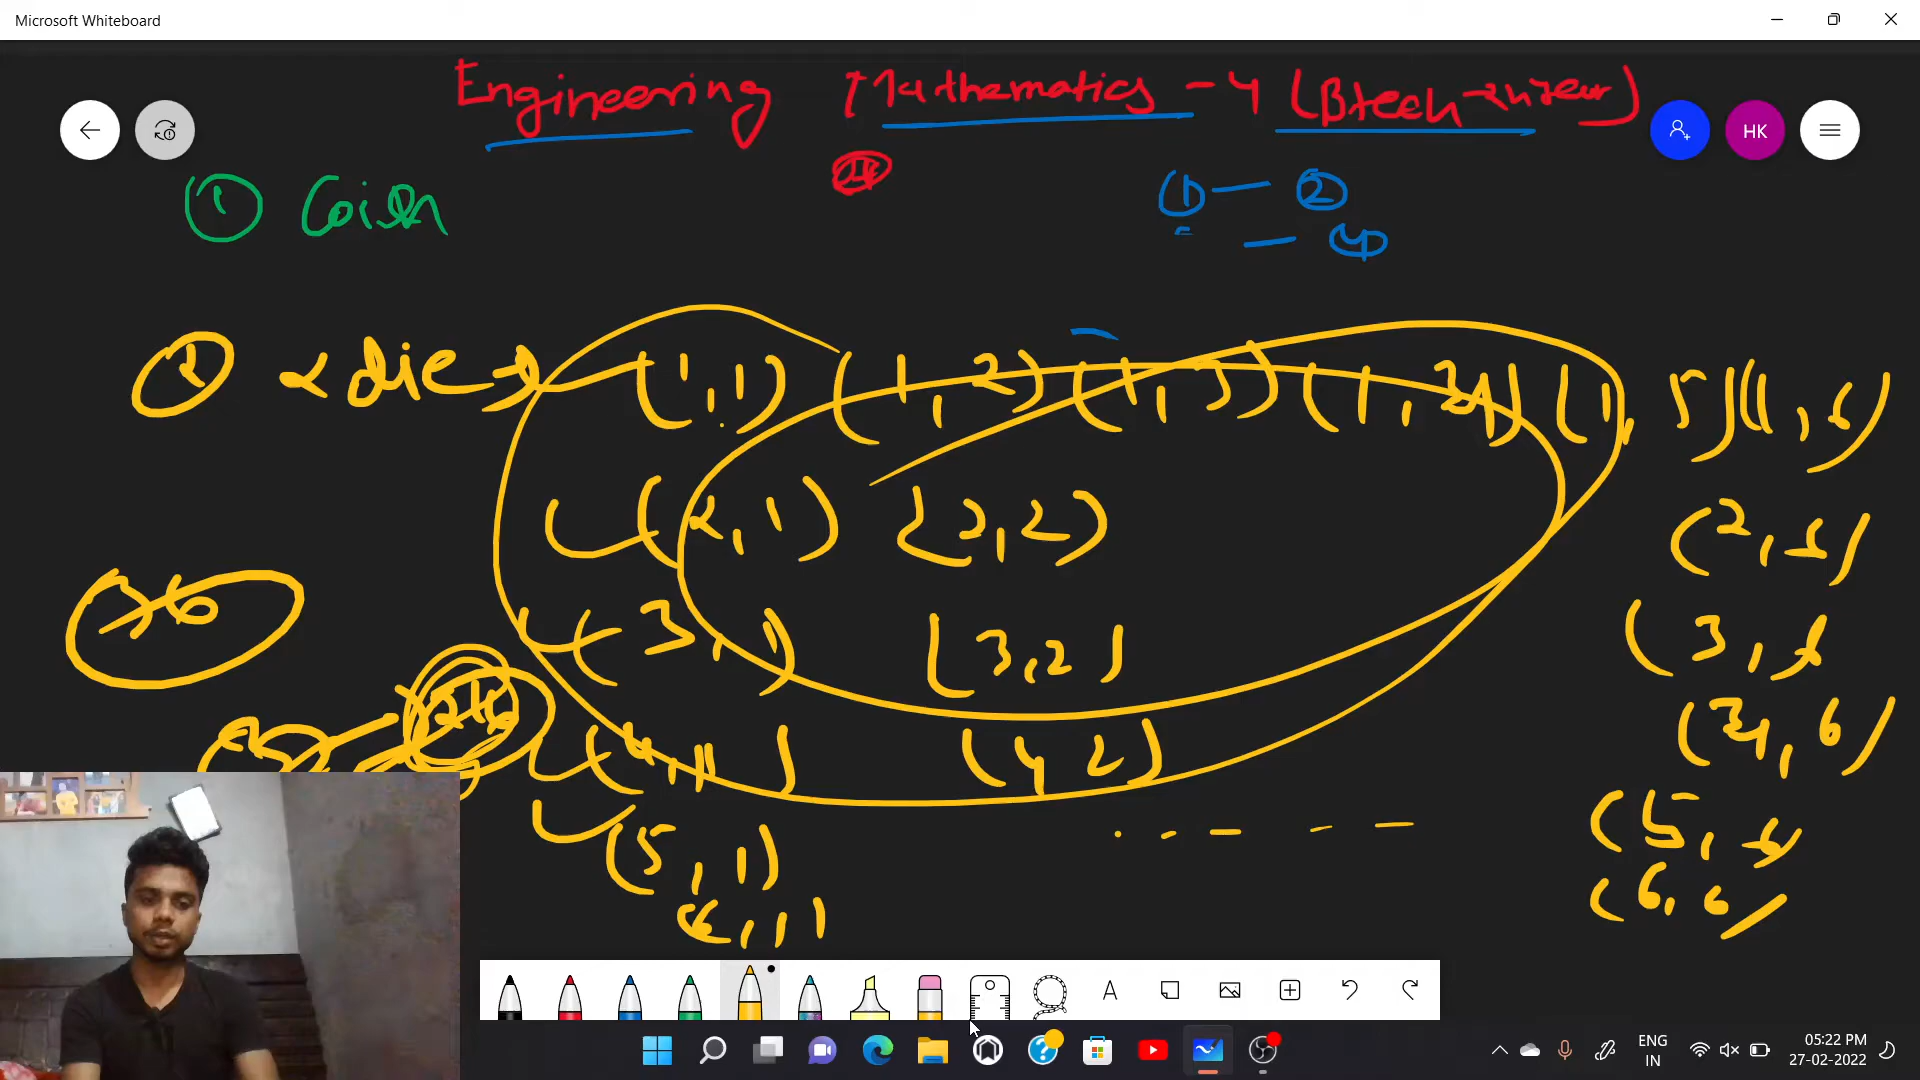 Microsoft Whiteboard
Engineering Mathematics - 4 (Btech - 2nd year)
HK
① Coin
① — ②
— ④
② 2 die → (1,1) (1,2) (1,3) (1,4) (1,5) (1,6)
(2,1) (2,2) (2,6)
36
(3,1) (3,2) (3,6)
(4,1) (4 2) (4,6)
(5,1) . . - - - (5,6)
6,1) (6,6)
A
ENG
IN
05:22 PM
27-02-2022